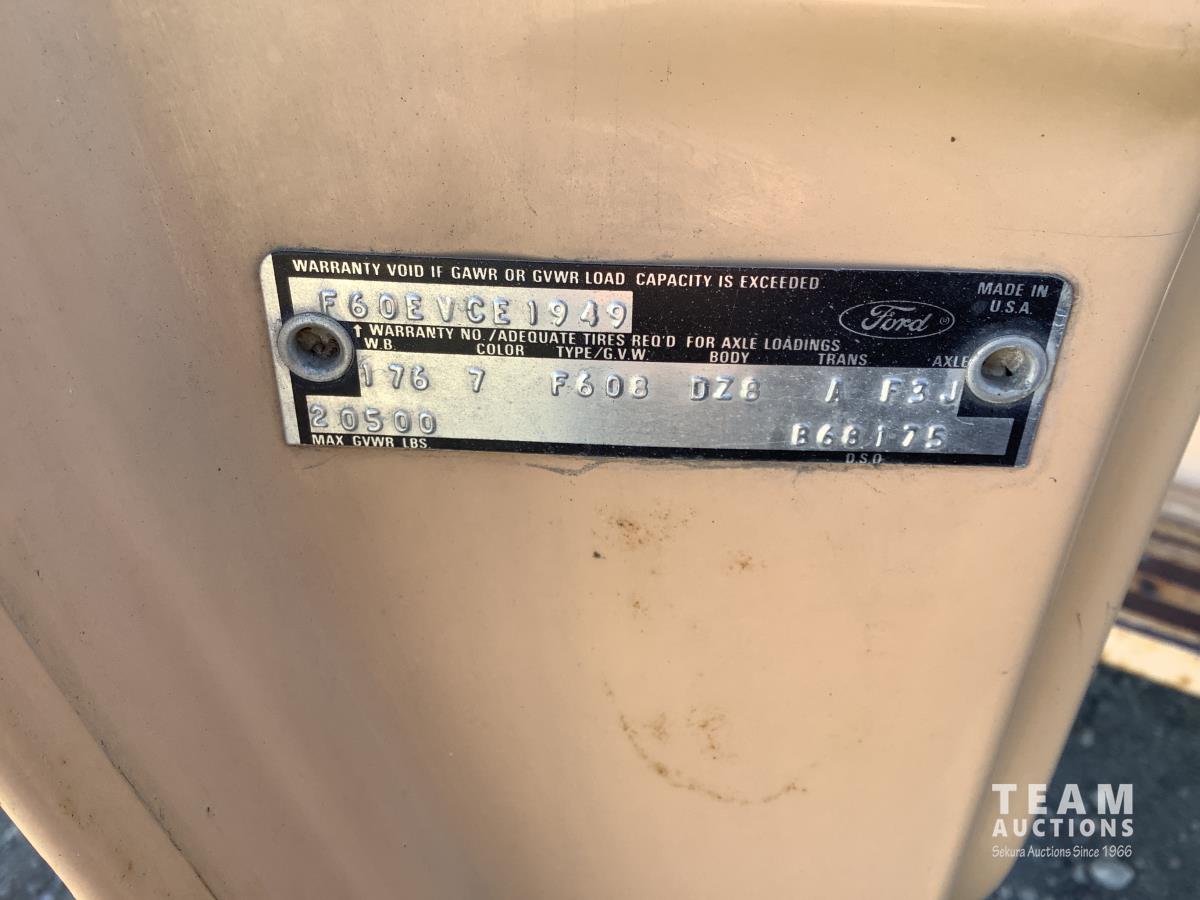 WARRANTY VOID IF GAWR OR GVWR LOAD CAPACITY IS EXCEEDED
MADE IN
U.S.A.
F60EVCE1949
Ford ®
↑ WARRANTY NO./ADEQUATE TIRES REQ'D FOR AXLE LOADINGS
W.B. COLOR TYPE/G.V.W. BODY TRANS. AXLE
176 7 F608 DZ8 A F3J
20500 B68175
MAX GVWR LBS. D.S.O.
TEAM
AUCTIONS
Sekura Auctions Since 1966